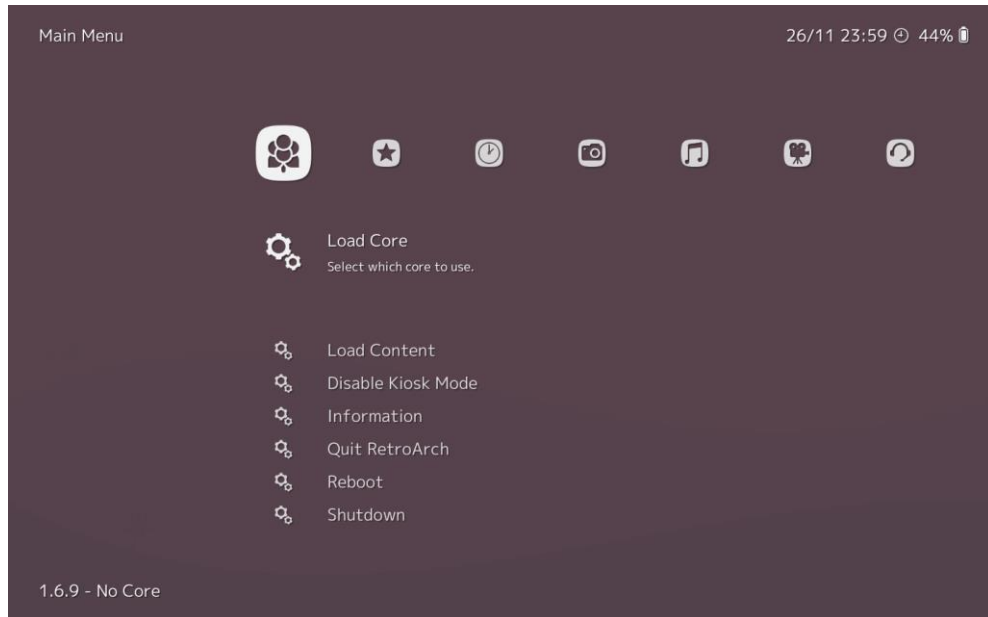 Main Menu
26/11 23:59 44%
Load Core
Select which core to use.
Load Content
Disable Kiosk Mode
Information
Quit RetroArch
Reboot
Shutdown
1.6.9 - No Core